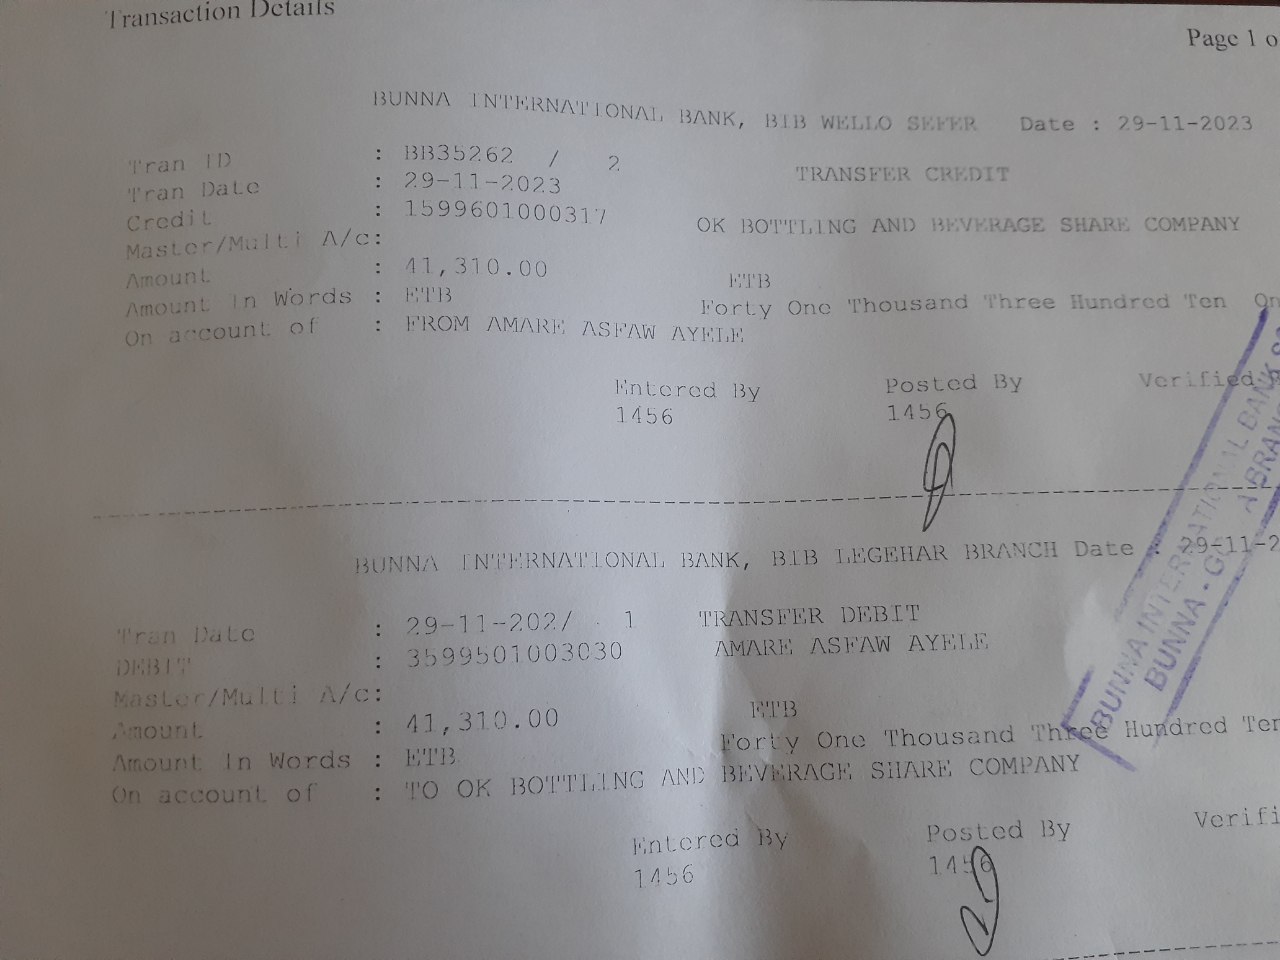 Transaction Details
Page 1 o
BUNNA INTERNATIONAL BANK, BIB WELLO SEFER Date : 29-11-2023
Tran ID : BB35262 / 2
TRANSFER CREDIT
Tran Date : 29-11-2023
Credit : 1599601000317 OK BOTTLING AND BEVERAGE SHARE COMPANY
Master/Multi A/c:
Amount : 41,310.00 ETB
Amount In Words : ETB Forty One Thousand Three Hundred Ten On
On account of : FROM AMARE ASFAW AYELE
Entered By Posted By Verified
1456 1456
BUNNA INTERNATIONAL BANK, BIB LEGEHAR BRANCH Date : 29-11-2
Tran Date : 29-11-202/ 1 TRANSFER DEBIT
DEBIT : 3599501003030 AMARE ASFAW AYELE
Master/Multi A/c:
Amount : 41,310.00 ETB
Amount In Words : ETB Forty One Thousand Three Hundred Ten
On account of : TO OK BOTTLING AND BEVERAGE SHARE COMPANY
Entered By Posted By Verifi
1456 1456
BUNNA INTERNATIONAL BANK
BUNNA